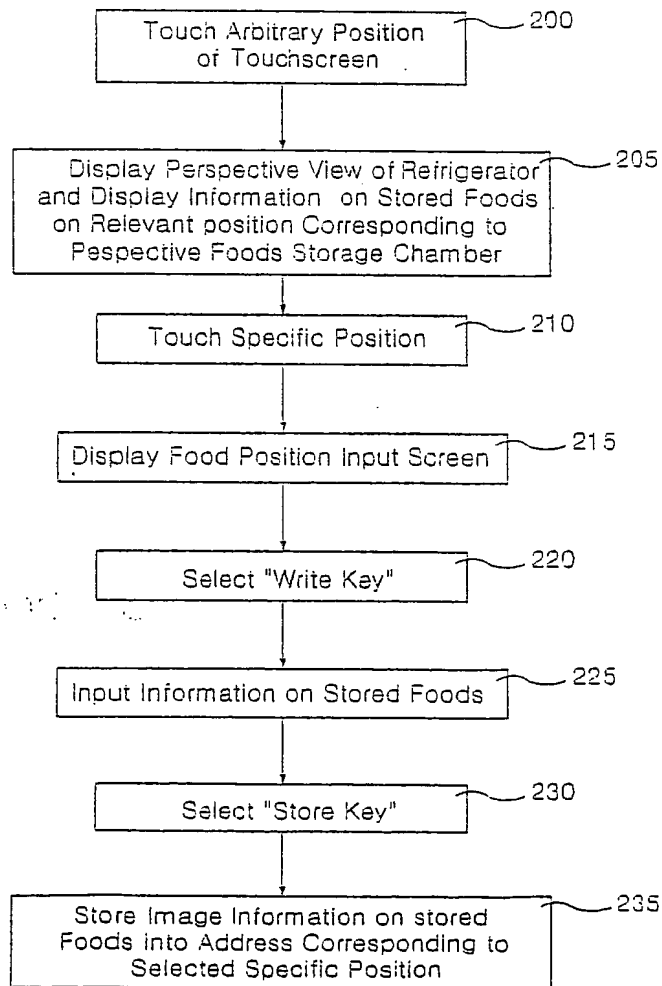 200
Touch Arbitrary Position
of Touchscreen
205
Display Perspective View of Refrigerator
and Display Information on Stored Foods
on Relevant position Corresponding to
Pespective Foods Storage Chamber
210
Touch Specific Position
215
Display Food Position Input Screen
220
Select "Write Key"
225
Input Information on Stored Foods
230
Select "Store Key"
235
Store Image Information on stored
Foods into Address Corresponding to
Selected Specific Position